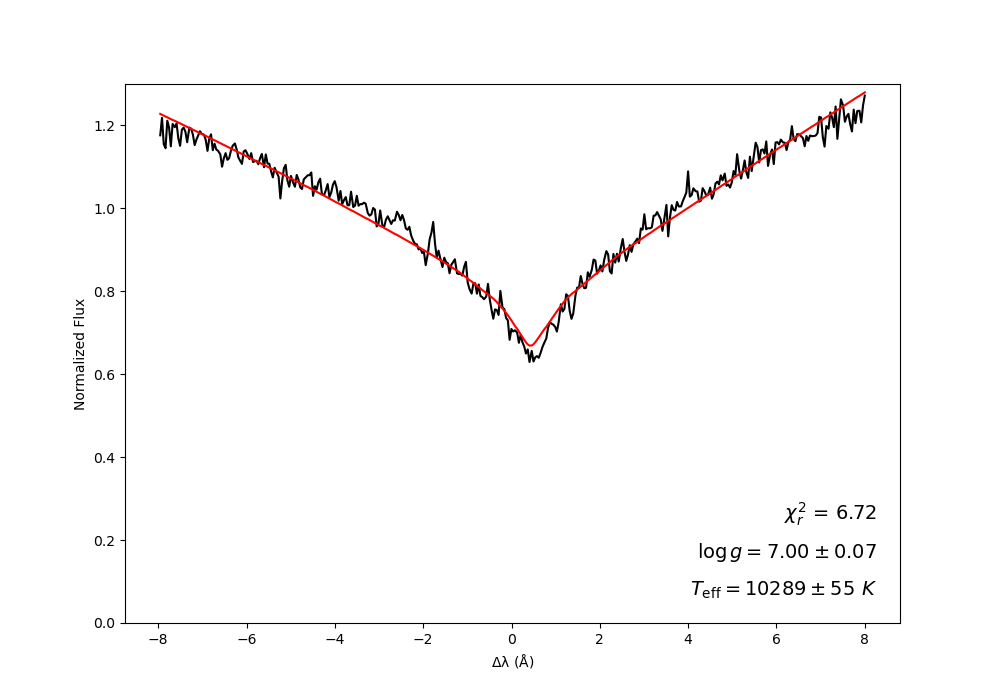 1.2
1.0
0.8
0.6
0.4
0.2
0.0
Normalized Flux
χ²ᵣ = 6.72
log g = 7.00 ± 0.07
T_eff = 10289 ± 55 K
−8 −6 −4 −2 0 2 4 6 8
Δλ (Å)